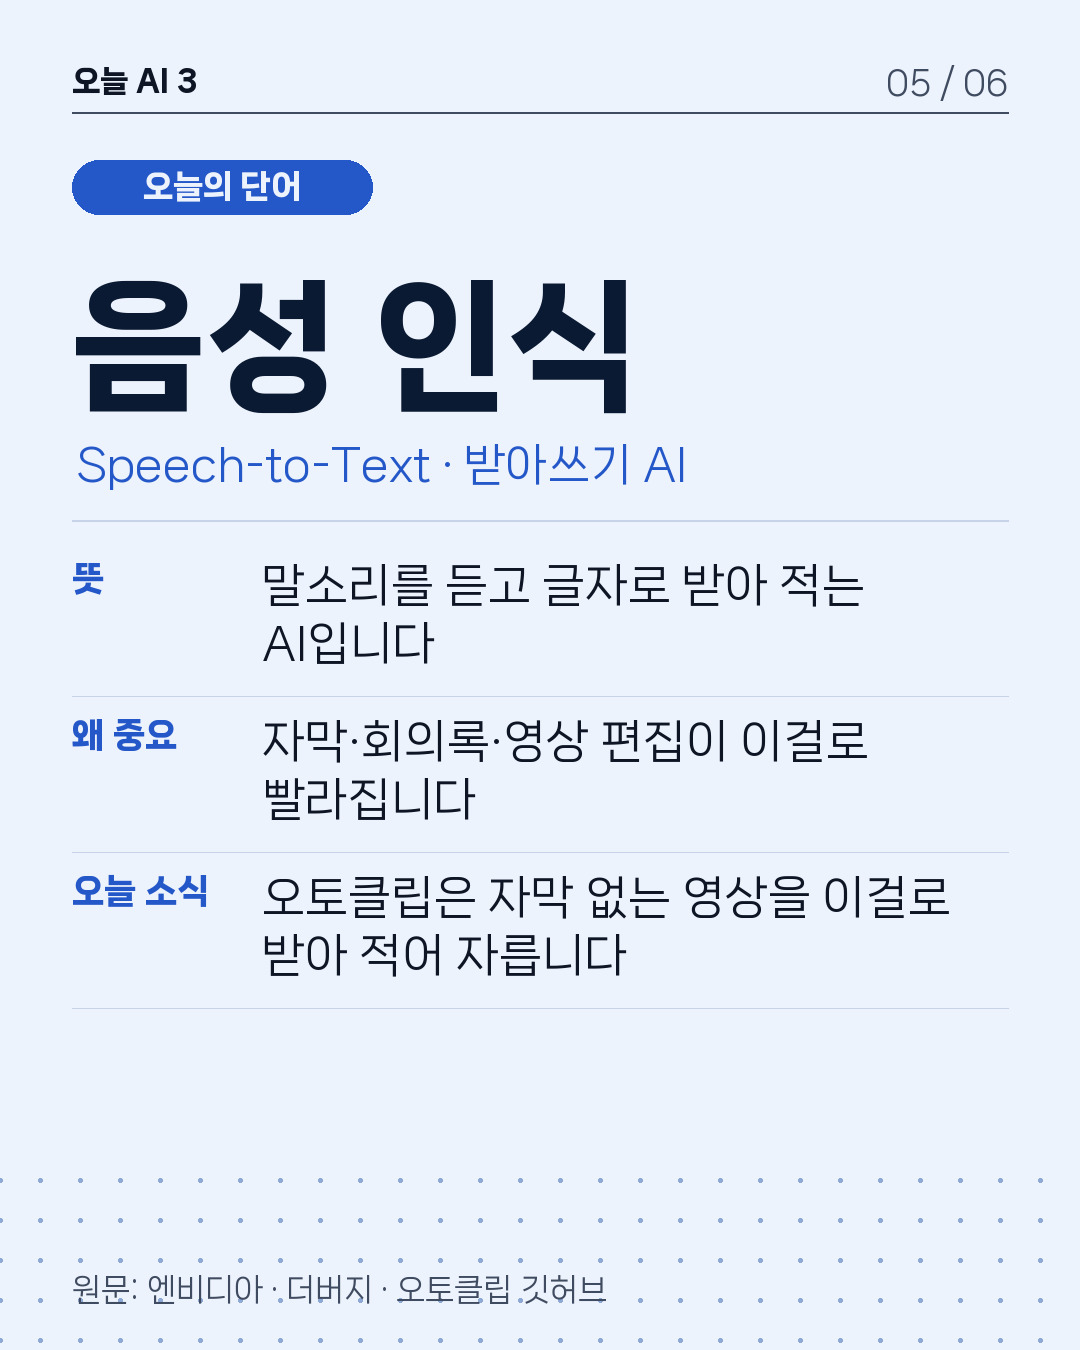 오늘 AI 3
05 / 06
오늘의 단어
음성 인식
Speech-to-Text · 받아쓰기 AI
뜻
말소리를 듣고 글자로 받아 적는
AI입니다
왜 중요
자막·회의록·영상 편집이 이걸로
빨라집니다
오늘 소식
오토클립은 자막 없는 영상을 이걸로
받아 적어 자릅니다
원문: 엔비디아 · 더버지 · 오토클립 깃허브